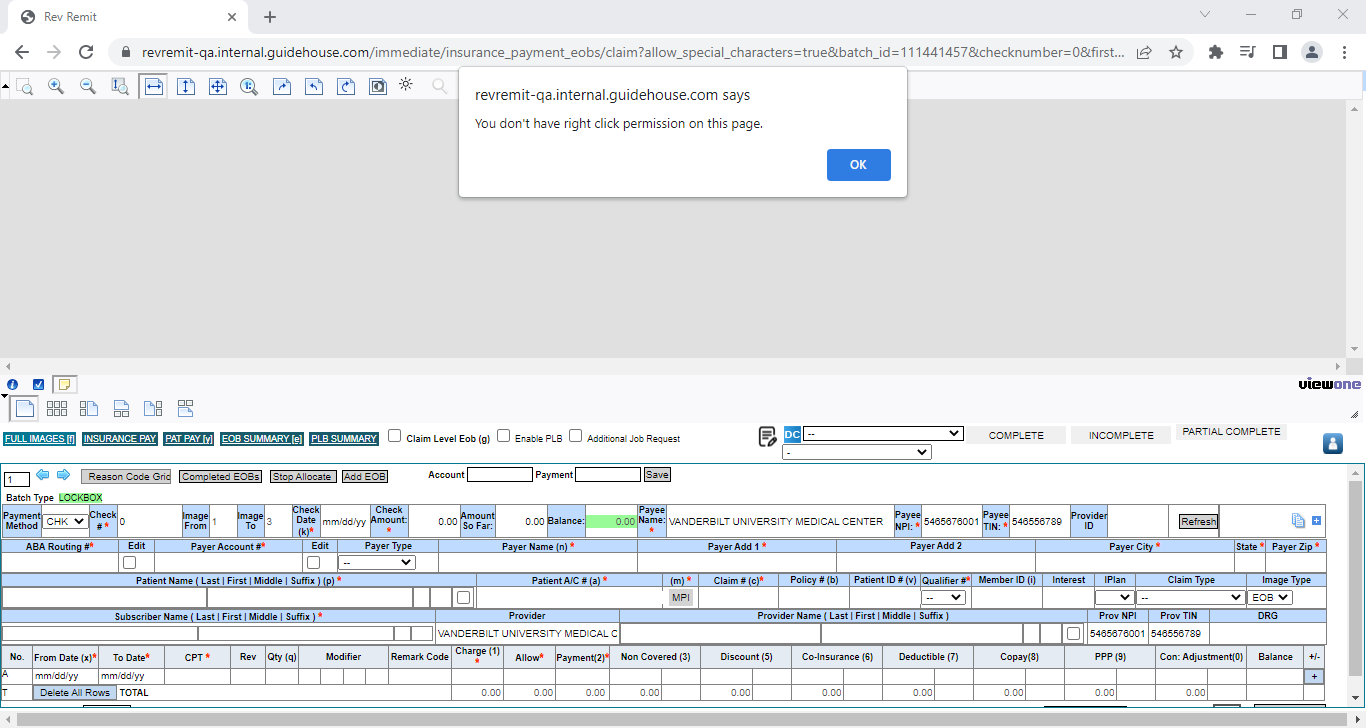 Rev Remit
revremit-qa.internal.guidehouse.com/immediate/insurance_payment_eobs/claim?allow_special_characters=true&batch_id=111441457&checknumber=0&first...
revremit-qa.internal.guidehouse.com says
You don't have right click permission on this page.
OK
viewone
FULL IMAGES [f] INSURANCE PAY PAT PAY [y] EOB SUMMARY [e] PLB SUMMARY Claim Level Eob (g) Enable PLB Additional Job Request DC -- COMPLETE INCOMPLETE PARTIAL COMPLETE
-
1 Reason Code Grid Completed EOBs Stop Allocate Add EOB Account Payment Save
Batch Type LOCKBOX
Payment Method CHK Check # * 0 Image From 1 Image To 3 Check Date (k)* mm/dd/yy Check Amount: * 0.00 Amount So Far: 0.00 Balance: 0.00 Payee Name: * VANDERBILT UNIVERSITY MEDICAL CENTER Payee NPI: * 5465676001 Payee TIN: * 546556789 Provider ID Refresh
ABA Routing #* Edit Payer Account #* Edit Payer Type Payer Name (n) * Payer Add 1 * Payer Add 2 Payer City * State * Payer Zip *
--
Patient Name ( Last | First | Middle | Suffix ) (p) * Patient A/C # (a) * (m) * Claim # (c)* Policy # (b) Patient ID # (v) Qualifier #* Member ID (i) Interest IPlan Claim Type Image Type
MPI -- -- EOB
Subscriber Name ( Last | First | Middle | Suffix ) * Provider Provider Name ( Last | First | Middle | Suffix ) Prov NPI Prov TIN DRG
VANDERBILT UNIVERSITY MEDICAL C 5465676001 546556789
No. From Date (x)* To Date* CPT * Rev Qty (q) Modifier Remark Code Charge (1) * Allow* Payment(2)* Non Covered (3) Discount (5) Co-Insurance (6) Deductible (7) Copay(8) PPP (9) Con: Adjustment(0) Balance +/-
A mm/dd/yy mm/dd/yy +
T Delete All Rows TOTAL 0.00 0.00 0.00 0.00 0.00 0.00 0.00 0.00 0.00 0.00